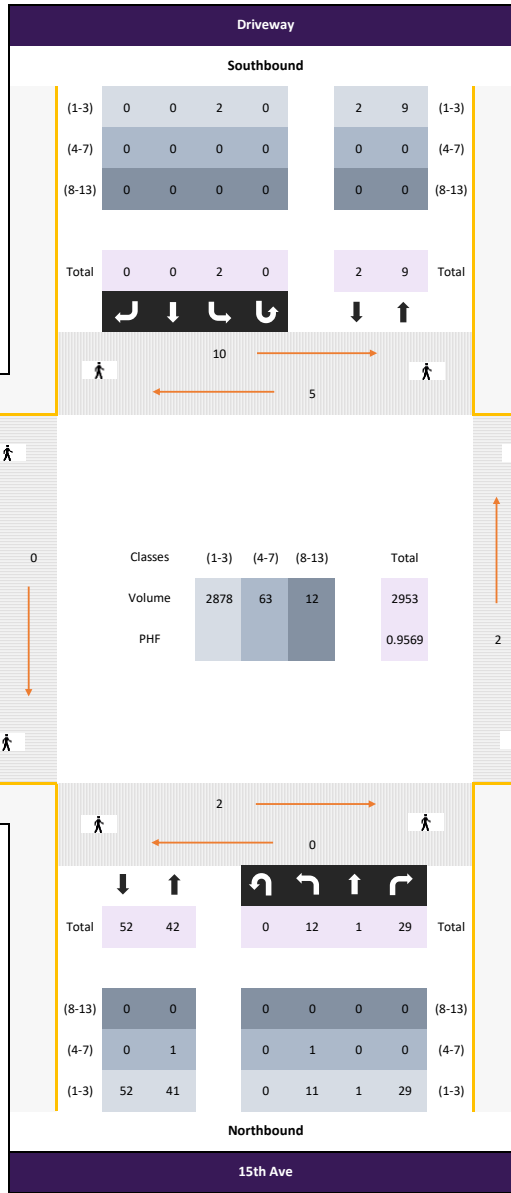 Driveway
Southbound
(1-3) 0 0 2 0 2 9 (1-3)
(4-7) 0 0 0 0 0 0 (4-7)
(8-13) 0 0 0 0 0 0 (8-13)
Total 0 0 2 0 2 9 Total
10
5
0
Classes (1-3) (4-7) (8-13) Total
Volume 2878 63 12 2953
PHF 0.9569
2
2
0
Total 52 42 0 12 1 29 Total
(8-13) 0 0 0 0 0 0 (8-13)
(4-7) 0 1 0 1 0 0 (4-7)
(1-3) 52 41 0 11 1 29 (1-3)
Northbound
15th Ave